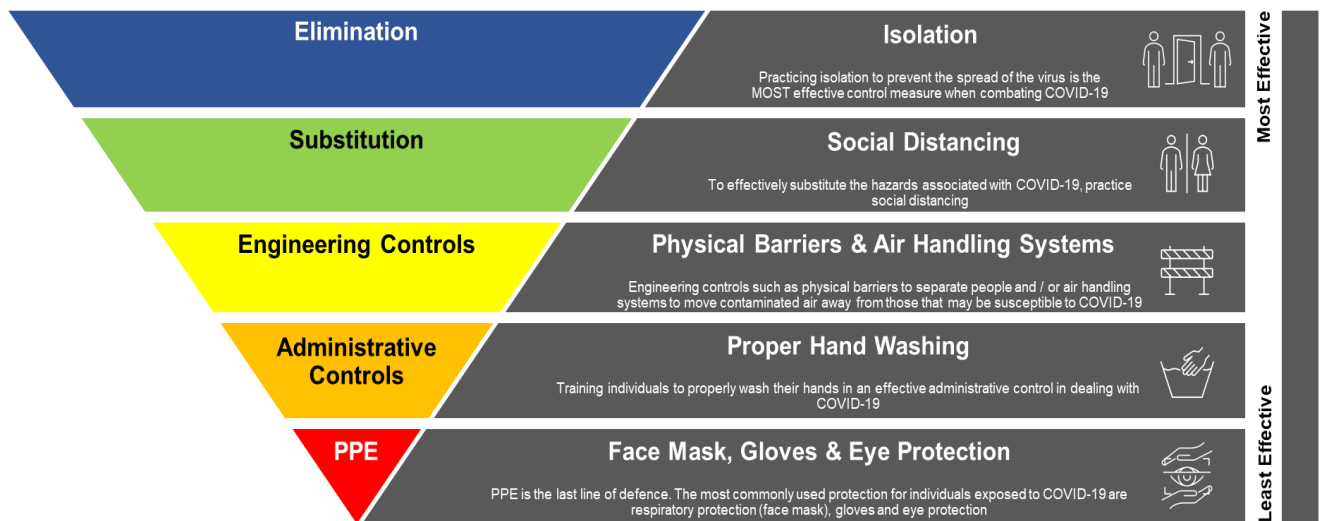 Elimination
Isolation
Practicing isolation to prevent the spread of the virus is the
MOST effective control measure when combating COVID-19
Substitution
Social Distancing
To effectively substitute the hazards associated with COVID-19, practice
social distancing
Engineering Controls
Physical Barriers & Air Handling Systems
Engineering controls such as physical barriers to separate people and / or air handling
systems to move contaminated air away from those that may be susceptible to COVID-19
Administrative
Controls
Proper Hand Washing
Training individuals to properly wash their hands in an effective administrative control in dealing with
COVID-19
PPE
Face Mask, Gloves & Eye Protection
PPE is the last line of defence. The most commonly used protection for individuals exposed to COVID-19 are
respiratory protection (face mask), gloves and eye protection
Most Effective
Least Effective